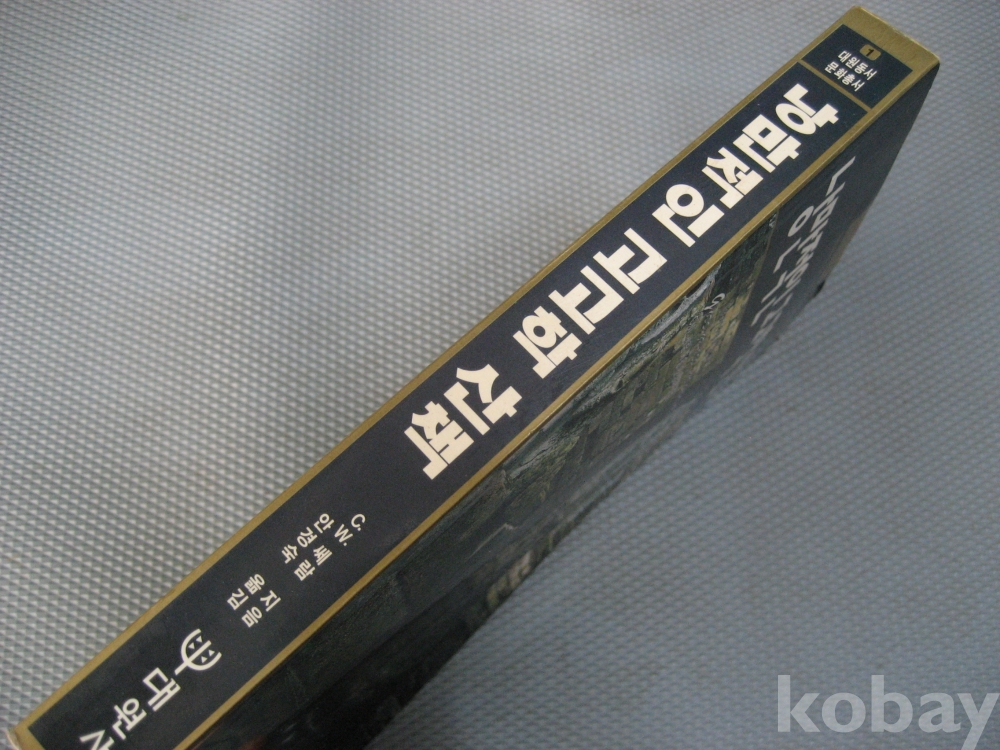 1
대원동서
문화총서
낭만적인 고고학 산책
C. W. 쎄람 지음
안경숙 옮김
대원사
kobay